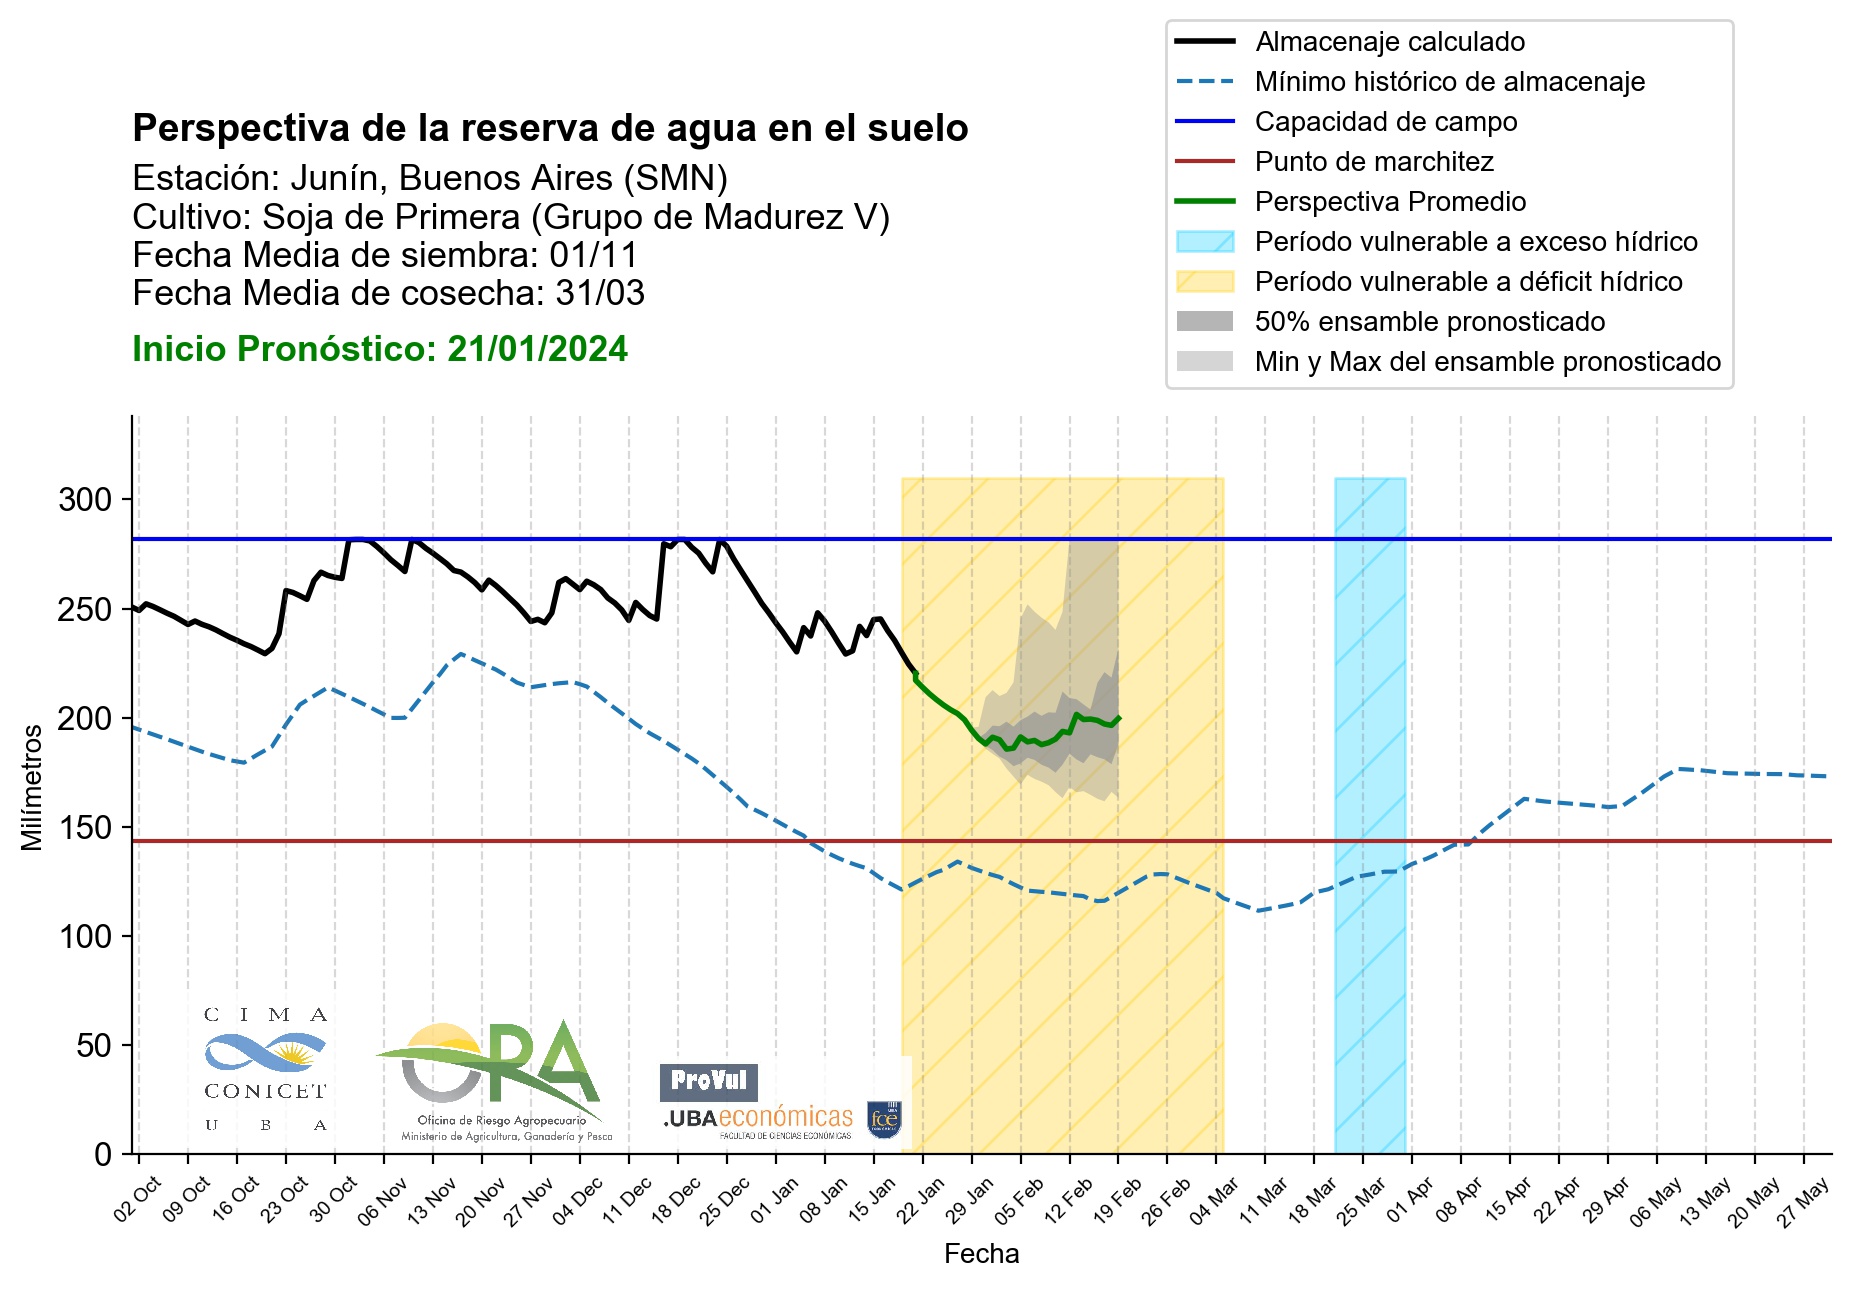 Almacenaje calculado
Mínimo histórico de almacenaje
Capacidad de campo
Punto de marchitez
Perspectiva Promedio
Período vulnerable a exceso hídrico
Período vulnerable a déficit hídrico
50% ensamble pronosticado
Min y Max del ensamble pronosticado
Perspectiva de la reserva de agua en el suelo
Estación: Junín, Buenos Aires (SMN)
Cultivo: Soja de Primera (Grupo de Madurez V)
Fecha Media de siembra: 01/11
Fecha Media de cosecha: 31/03
Inicio Pronóstico: 21/01/2024
Milímetros
300
250
200
150
100
50
0
CIMA
CONICET
UBA
ORA
Oficina de Riesgo Agropecuario
Ministerio de Agricultura, Ganadería y Pesca
ProVul
.UBAeconómicas
FACULTAD DE CIENCIAS ECONÓMICAS
UBA
fce
02 Oct
09 Oct
16 Oct
23 Oct
30 Oct
06 Nov
13 Nov
20 Nov
27 Nov
04 Dec
11 Dec
18 Dec
25 Dec
01 Jan
08 Jan
15 Jan
22 Jan
29 Jan
05 Feb
12 Feb
19 Feb
26 Feb
04 Mar
11 Mar
18 Mar
25 Mar
01 Apr
08 Apr
15 Apr
22 Apr
29 Apr
06 May
13 May
20 May
27 May
Fecha